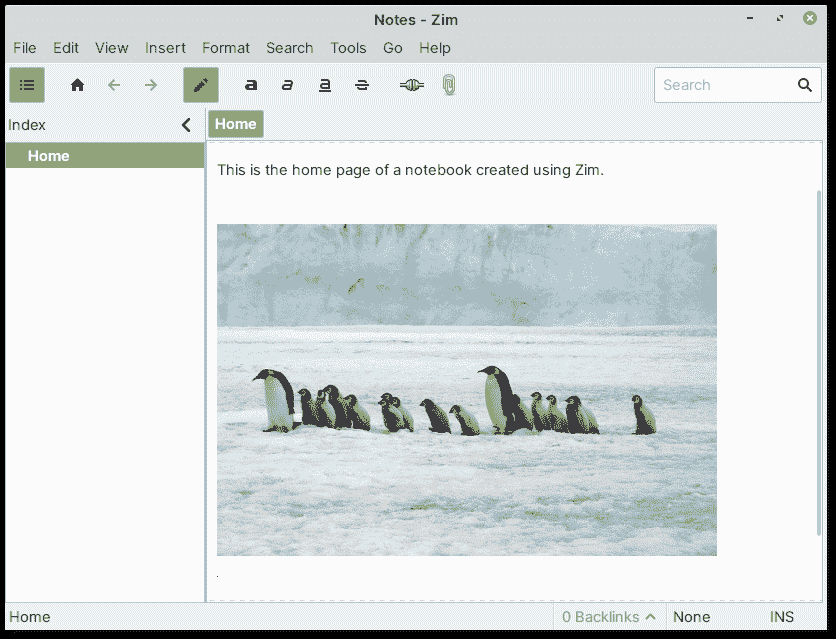 Notes - Zim
File Edit View Insert Format Search Tools Go Help
a a a Search
Index
Home
Home
This is the home page of a notebook created using Zim.
.
Home 0 Backlinks None INS